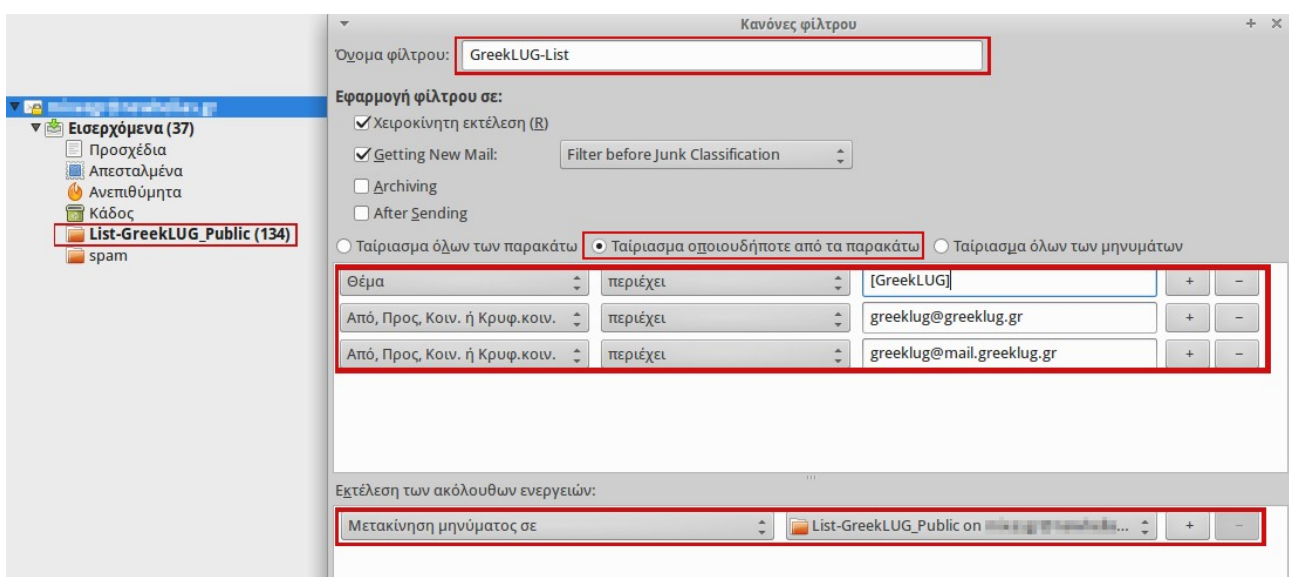 Κανόνες φίλτρου
Όνομα φίλτρου: GreekLUG-List
Εφαρμογή φίλτρου σε:
Χειροκίνητη εκτέλεση (R)
Getting New Mail: Filter before Junk Classification
Archiving
After Sending
Ταίριασμα όλων των παρακάτω Ταίριασμα οποιουδήποτε από τα παρακάτω Ταίριασμα όλων των μηνυμάτων
Θέμα περιέχει [GreekLUG] + -
Από, Προς, Κοιν. ή Κρυφ.κοιν. περιέχει greeklug@greeklug.gr + -
Από, Προς, Κοιν. ή Κρυφ.κοιν. περιέχει greeklug@mail.greeklug.gr + -
Εκτέλεση των ακόλουθων ενεργειών:
Μετακίνηση μηνύματος σε List-GreekLUG_Public on ... + -
Εισερχόμενα (37)
Προσχέδια
Απεσταλμένα
Ανεπιθύμητα
Κάδος
List-GreekLUG_Public (134)
spam